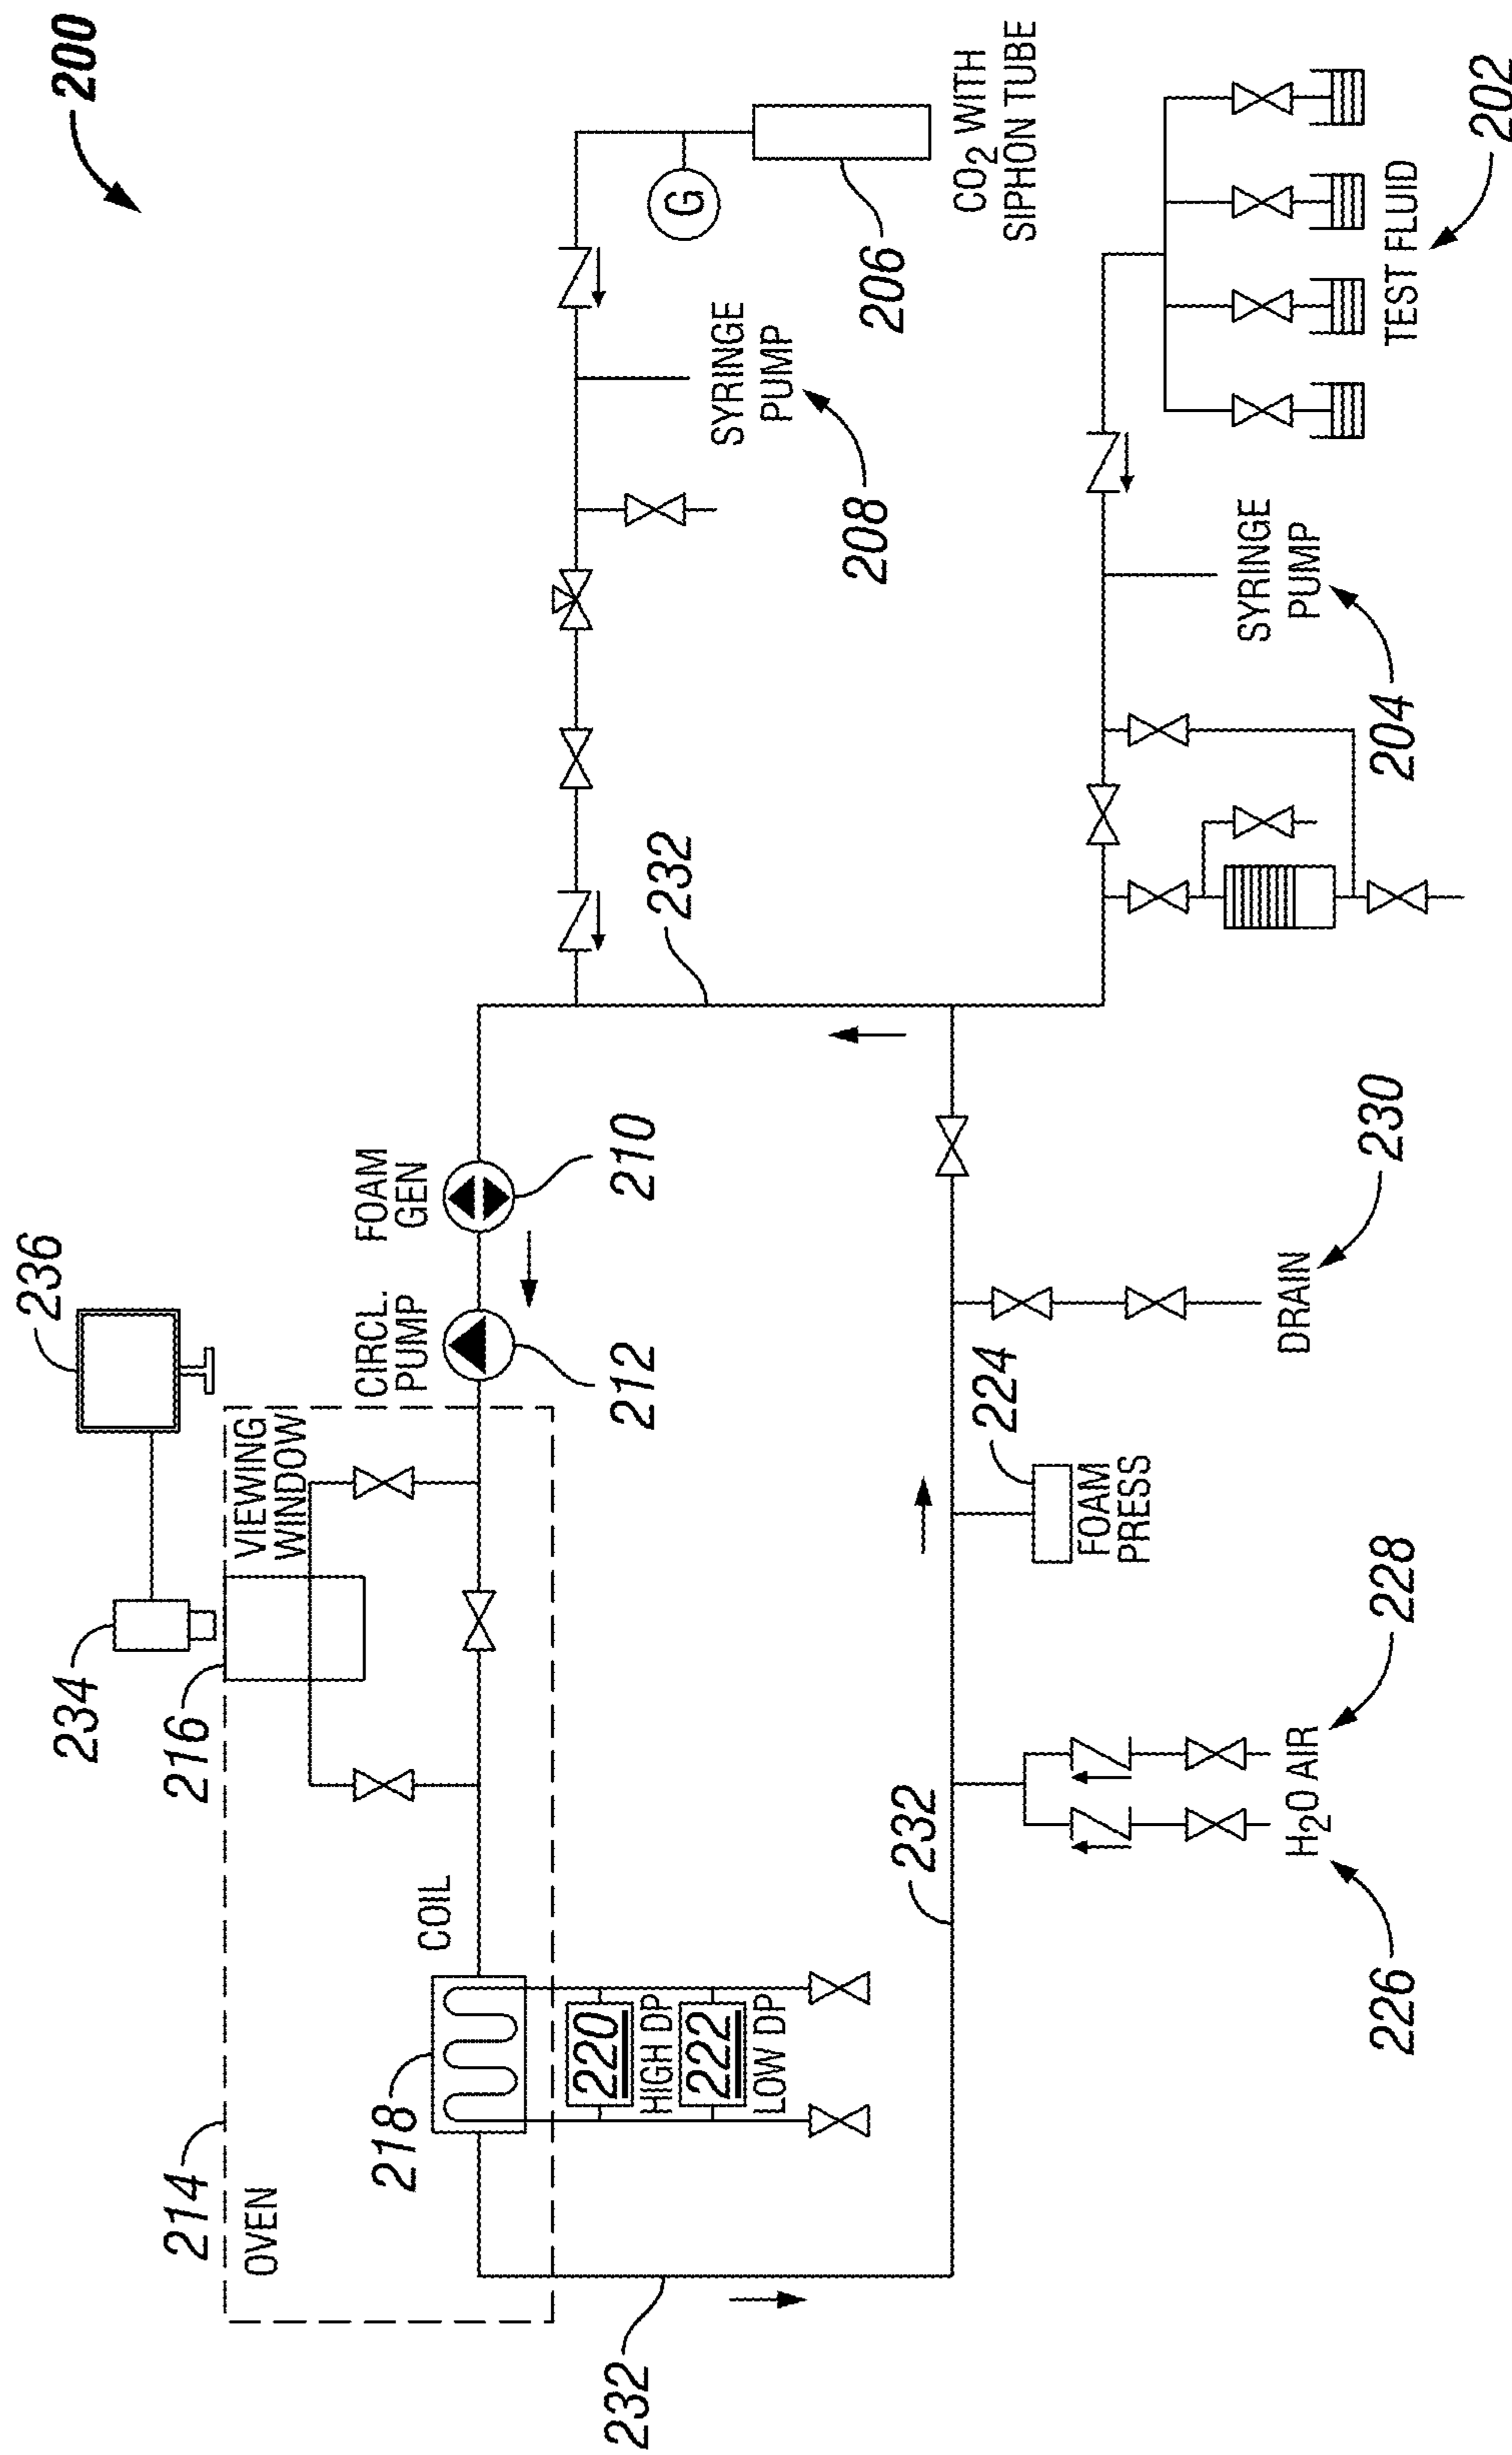 200
236
234
216
VIEWING
WINDOW
214
OVEN
218
COIL
CIRCL.
PUMP
212
FOAM
GEN
210
220
HIGH DP
222
LOW DP
G
206
CO2 WITH
SIPHON TUBE
SYRINGE
PUMP
208
232
232
232
224
FOAM
PRESS
H2O AIR
226
228
DRAIN
230
SYRINGE
PUMP
204
TEST FLUID
202